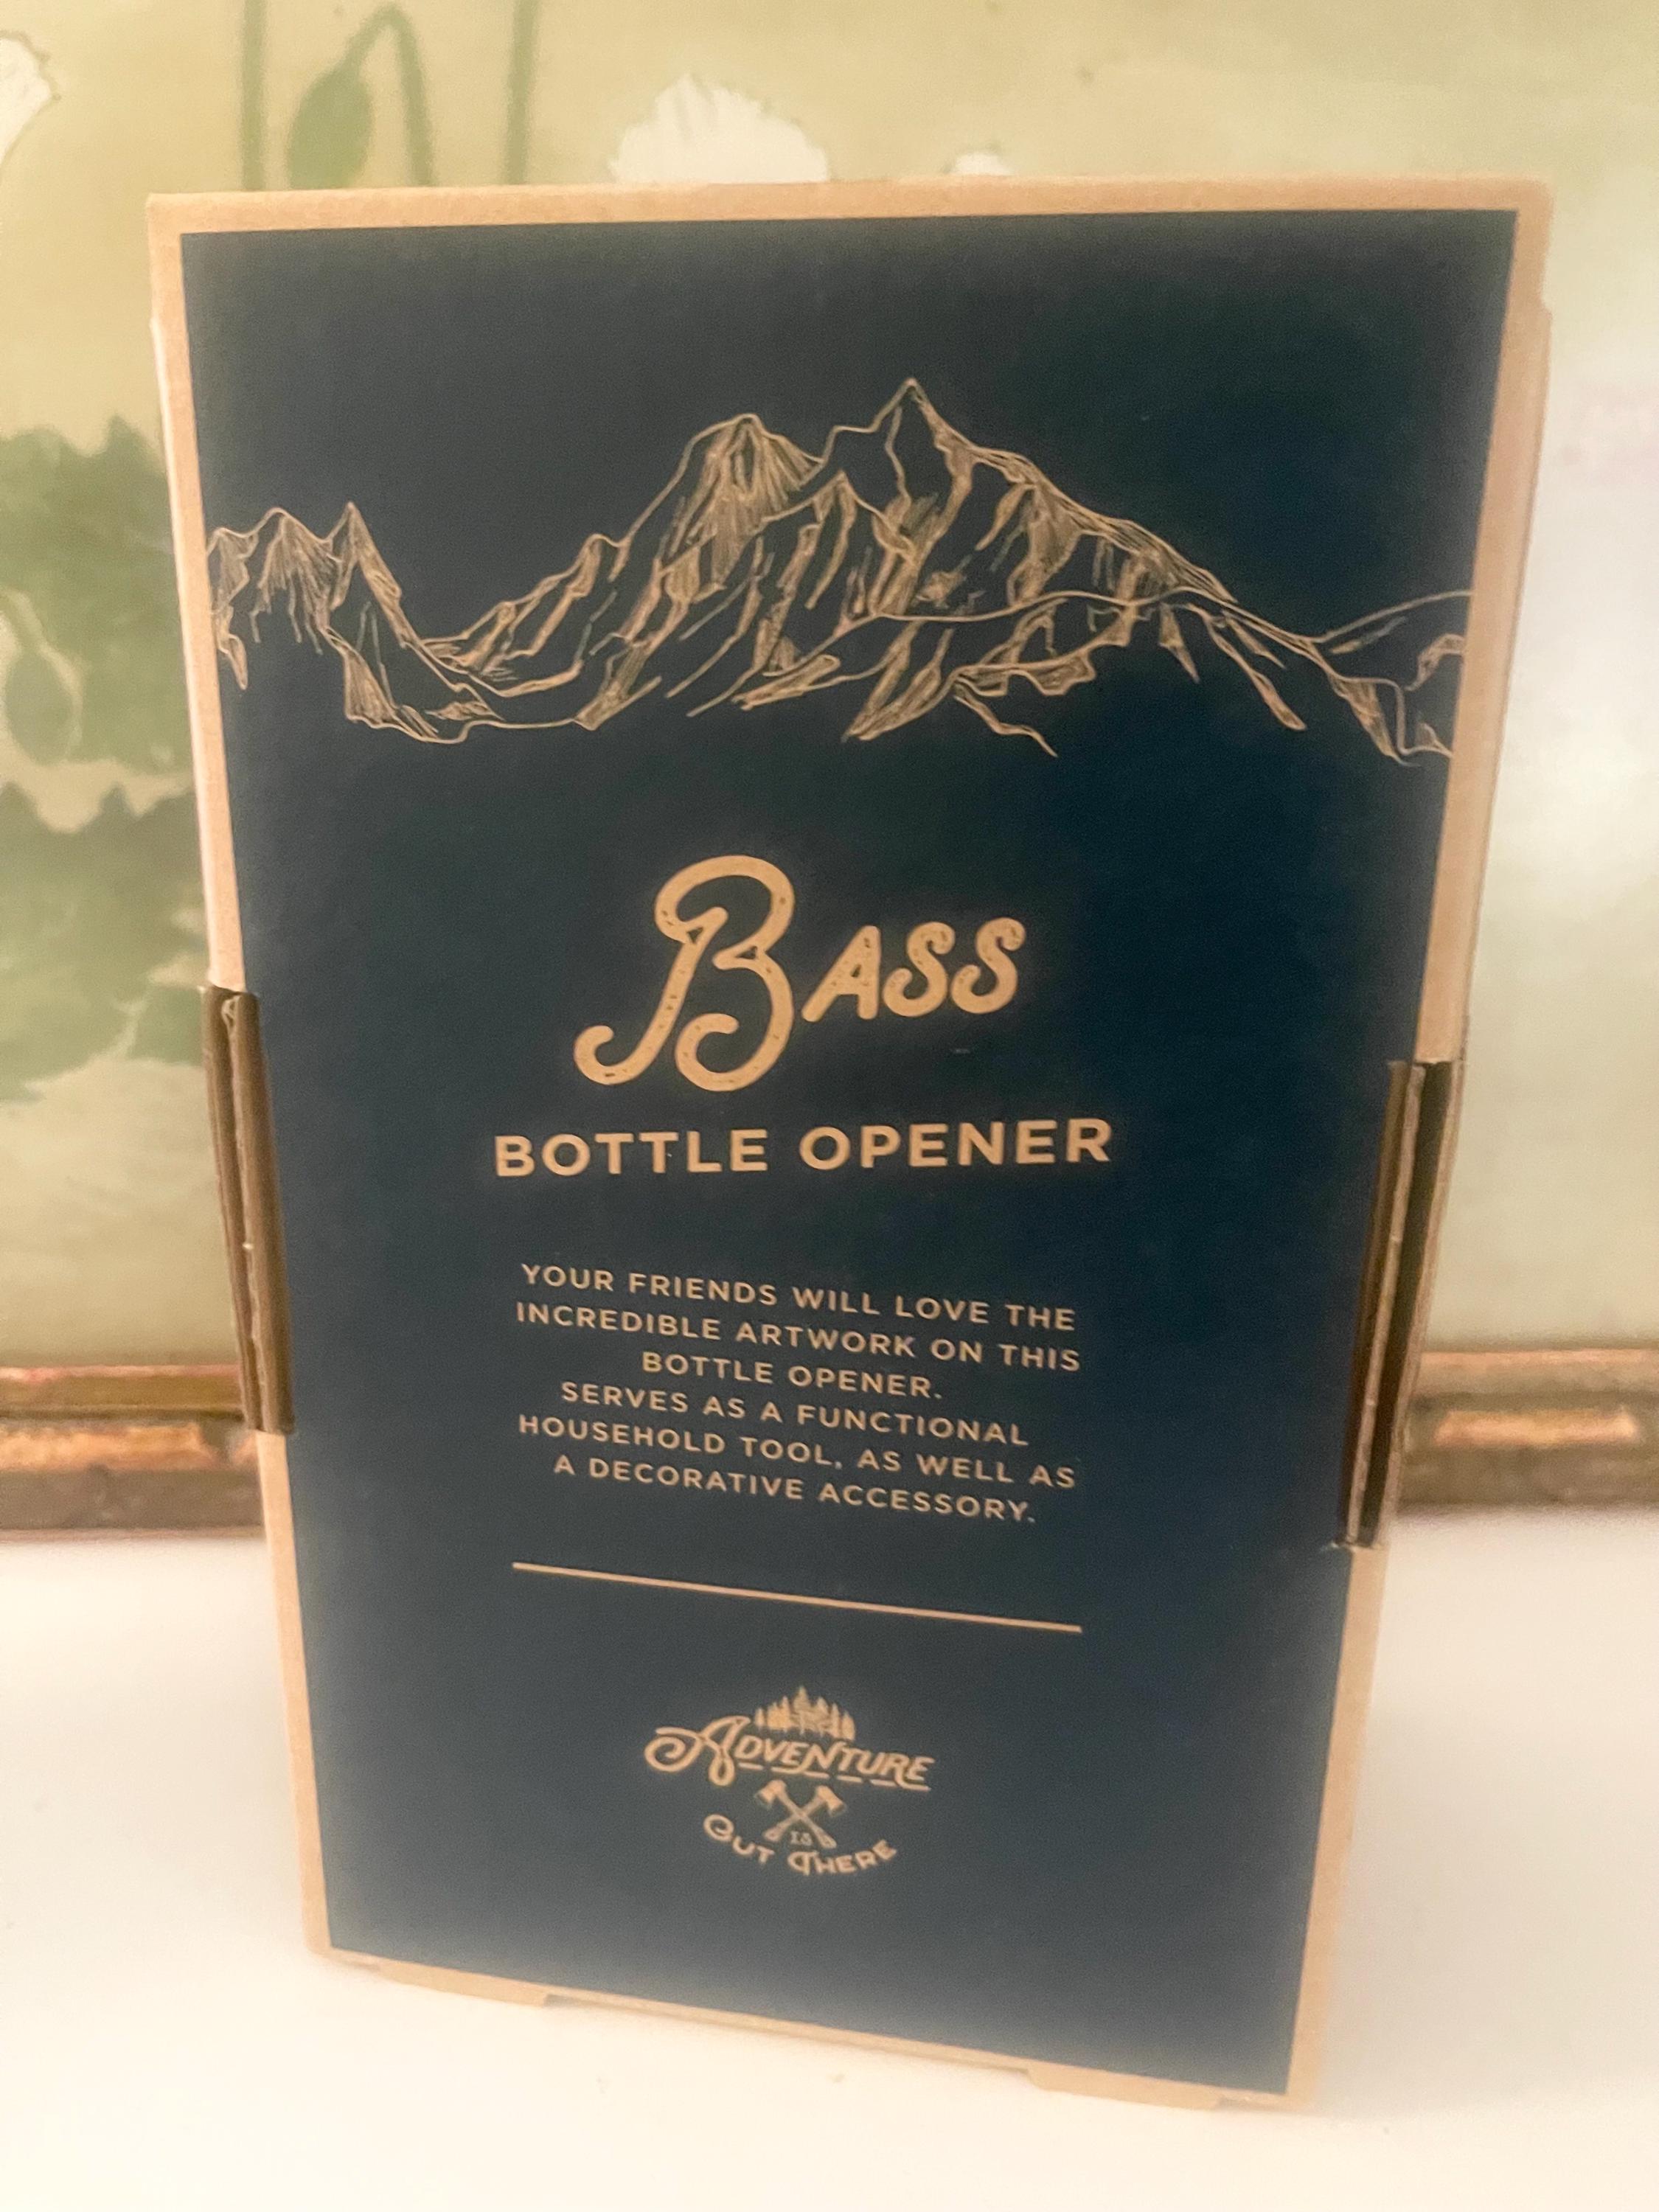 BASS
BOTTLE OPENER
YOUR FRIENDS WILL LOVE THE
INCREDIBLE ARTWORK ON THIS
BOTTLE OPENER.
SERVES AS A FUNCTIONAL
HOUSEHOLD TOOL, AS WELL AS
A DECORATIVE ACCESSORY.
ADVENTURE
IS
OUT THERE